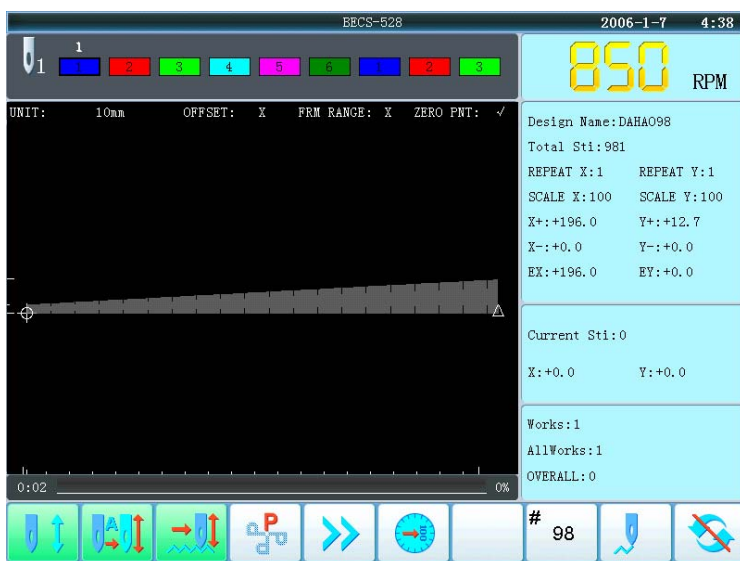 BECS-528 2006-1-7 4:38
1
1 1 2 3 4 5 6 1 2 3
850 RPM
UNIT: 10mm OFFSET: X FRM RANGE: X ZERO PNT: √
Design Name:DAHAO98
Total Sti:981
REPEAT X:1 REPEAT Y:1
SCALE X:100 SCALE Y:100
X+:+196.0 Y+:+12.7
X-:+0.0 Y-:+0.0
EX:+196.0 EY:+0.0
Current Sti:0
X:+0.0 Y:+0.0
Works:1
AllWorks:1
OVERALL:0
0:02 0%
A P d 100 # 98